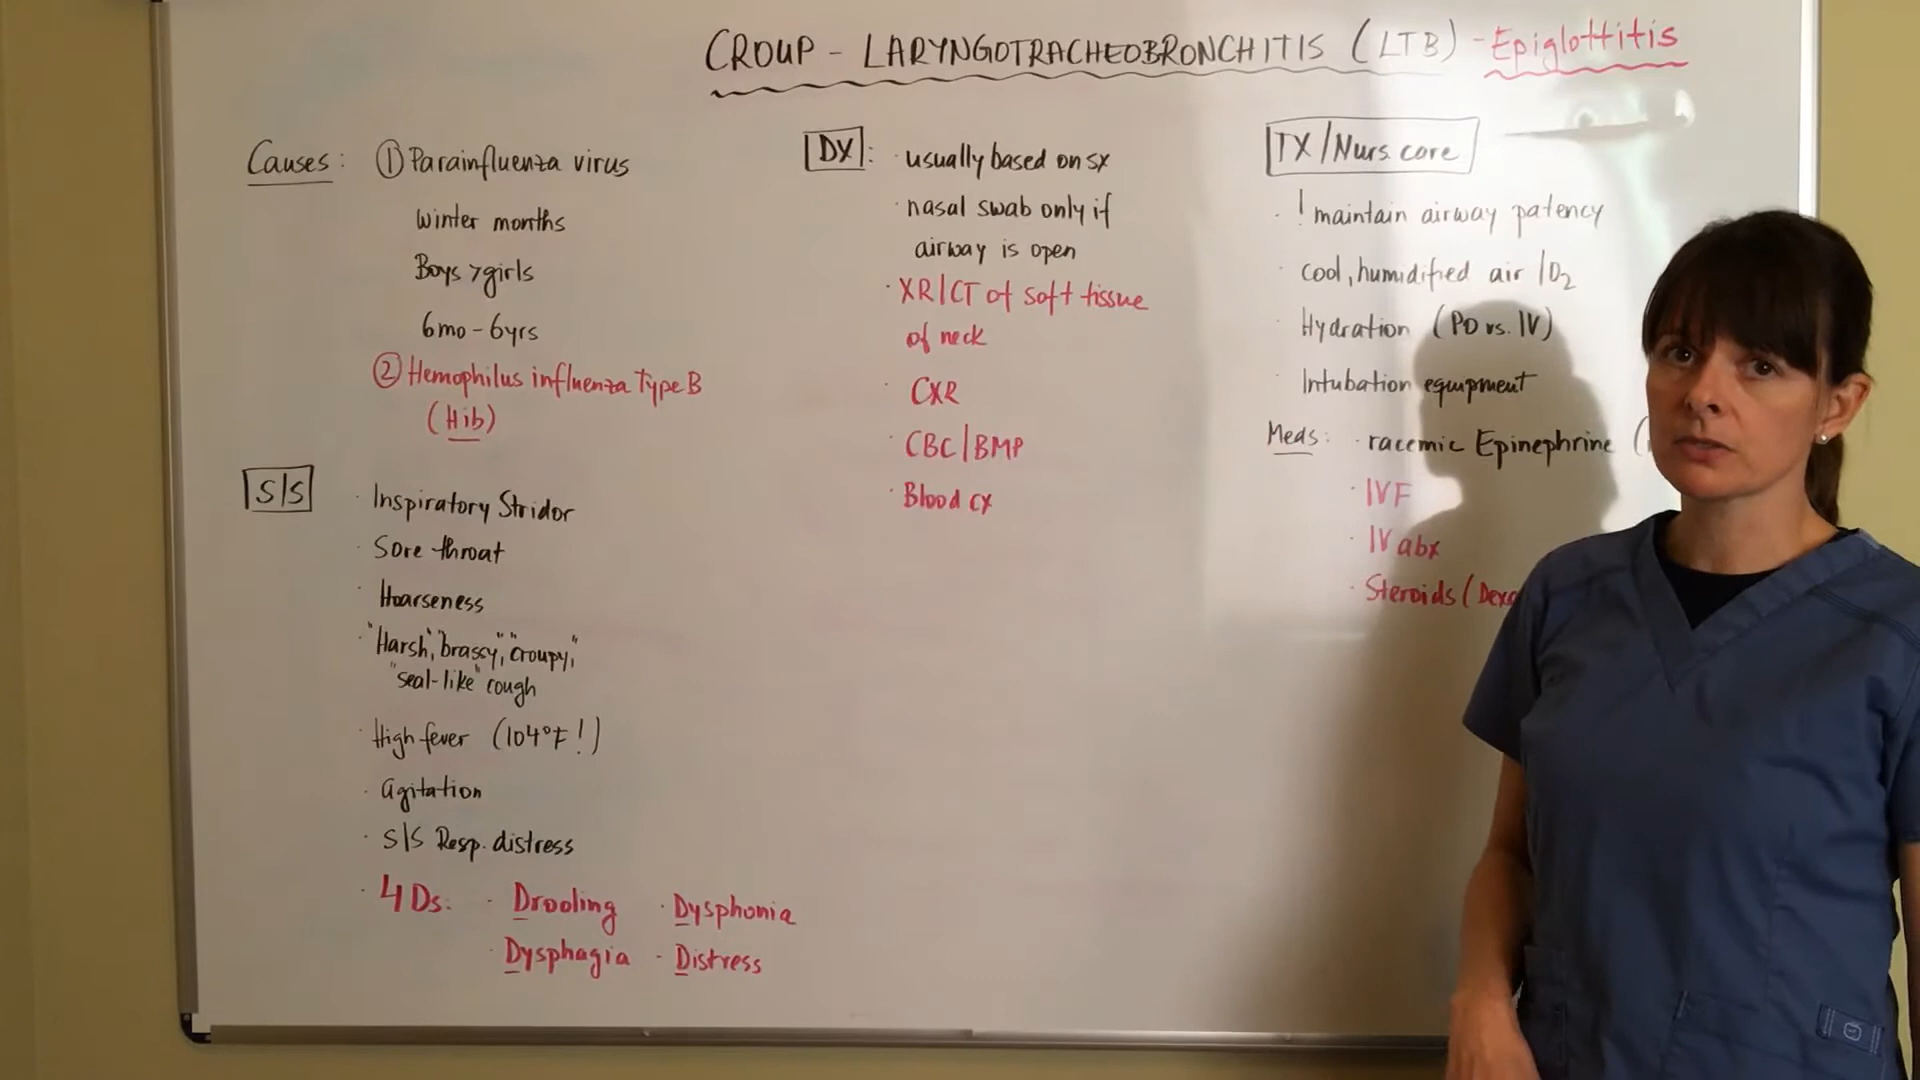 CROUP - LARYNGOTRACHEOBRONCHITIS (LTB) - Epiglottitis
Causes: ① Parainfluenza virus
winter months
Boys > girls
6mo - 6yrs
② Hemophilus influenza Type B
(Hib)
S/S
· Inspiratory Stridor
· Sore throat
· Hoarseness
· "Harsh", "brassy", "croupy,"
"seal-like" cough
· High fever (104°F!)
· agitation
· S/S Resp. distress
· 4 Ds: · Drooling · Dysphonia
· Dysphagia · Distress
DX: · usually based on sx
· nasal swab only if
airway is open
· XR/CT of soft tissue
of neck
· CXR
· CBC/BMP
· Blood cx
TX/Nurs. care
· ! maintain airway patency
· cool, humidified air /O₂
· Hydration (PO vs. IV)
· Intubation equipment
Meds: · racemic Epinephrine (
· IVF
· IV abx
· Steroids (